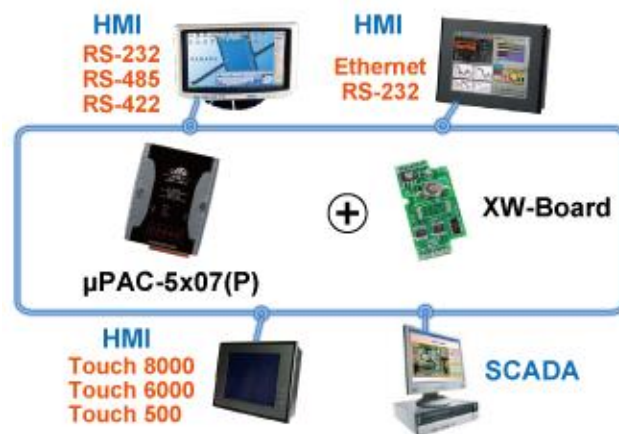 HMI
RS-232
RS-485
RS-422
HMI
Ethernet
RS-232
XW-Board
µPAC-5x07(P)
HMI
Touch 8000
Touch 6000
Touch 500
SCADA